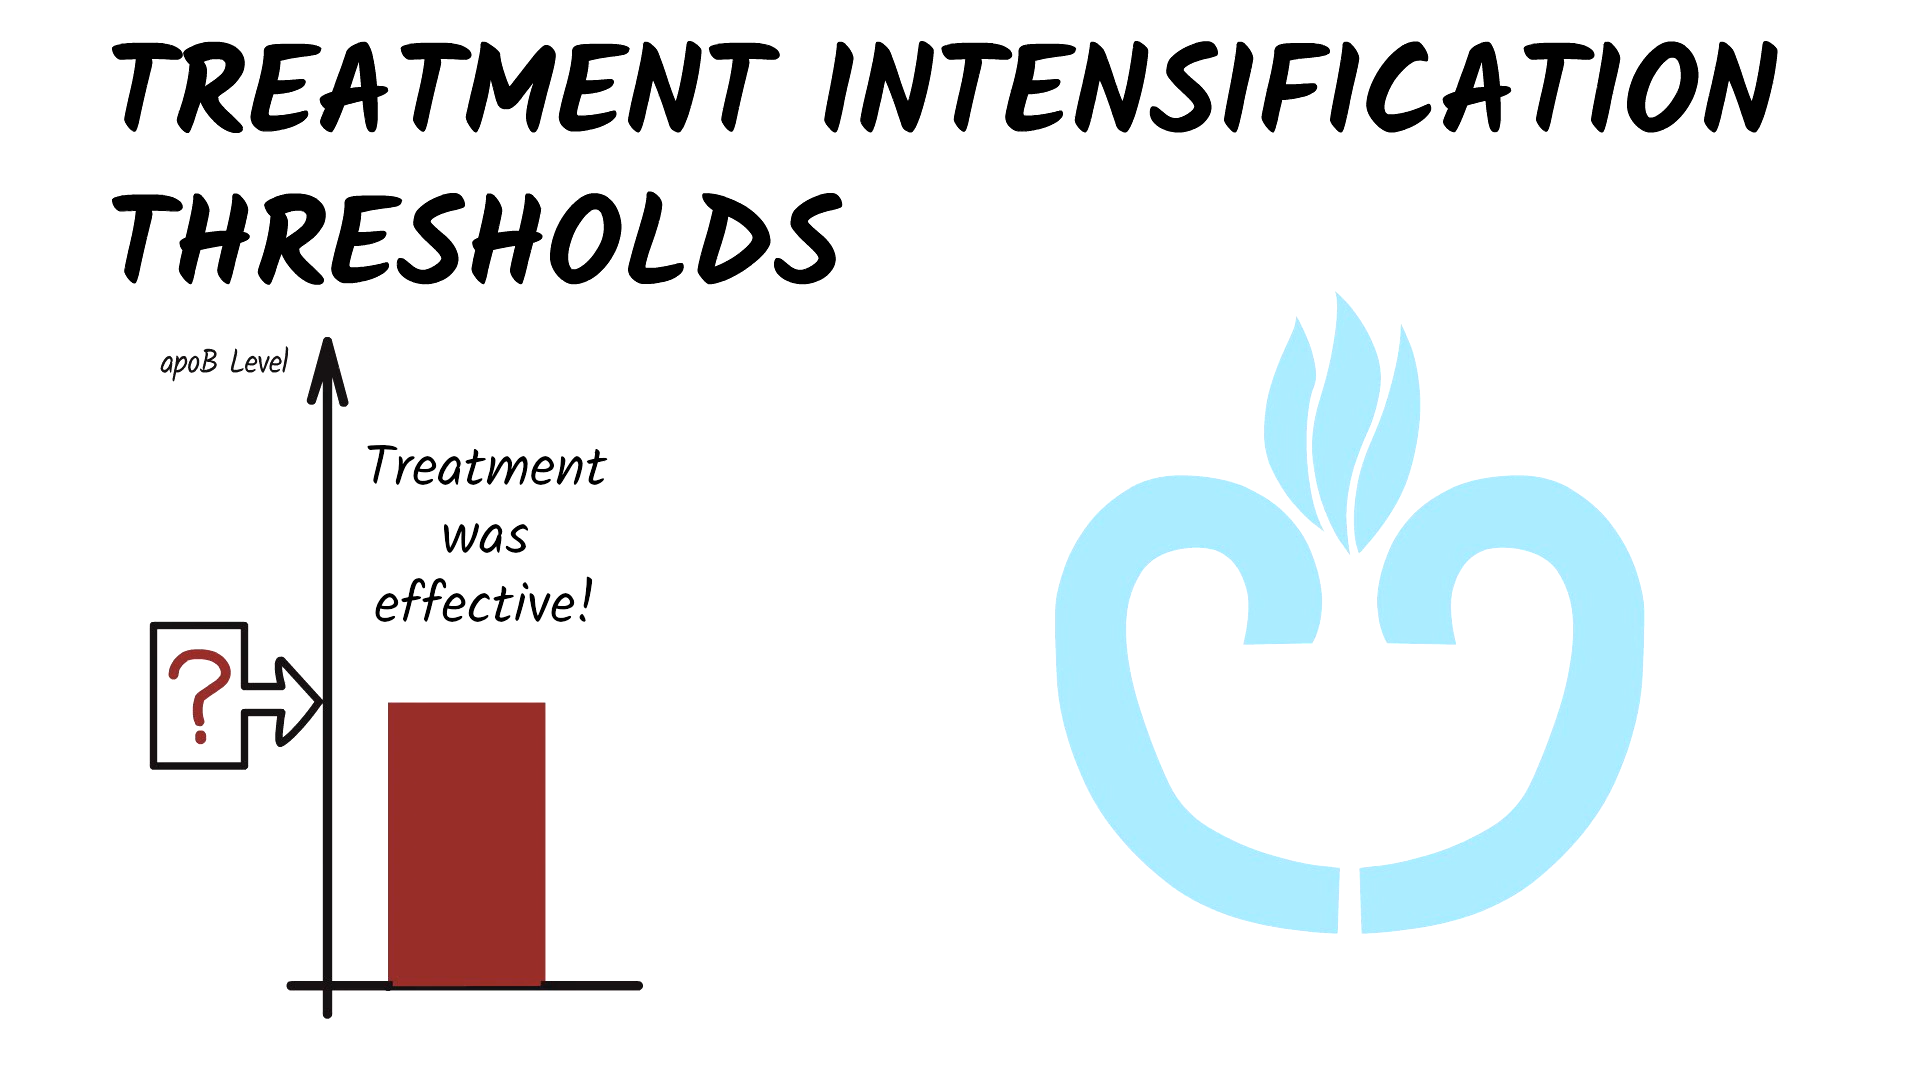 TREATMENT INTENSIFICATION
THRESHOLDS
apoB Level
Treatment
was
effective!
?